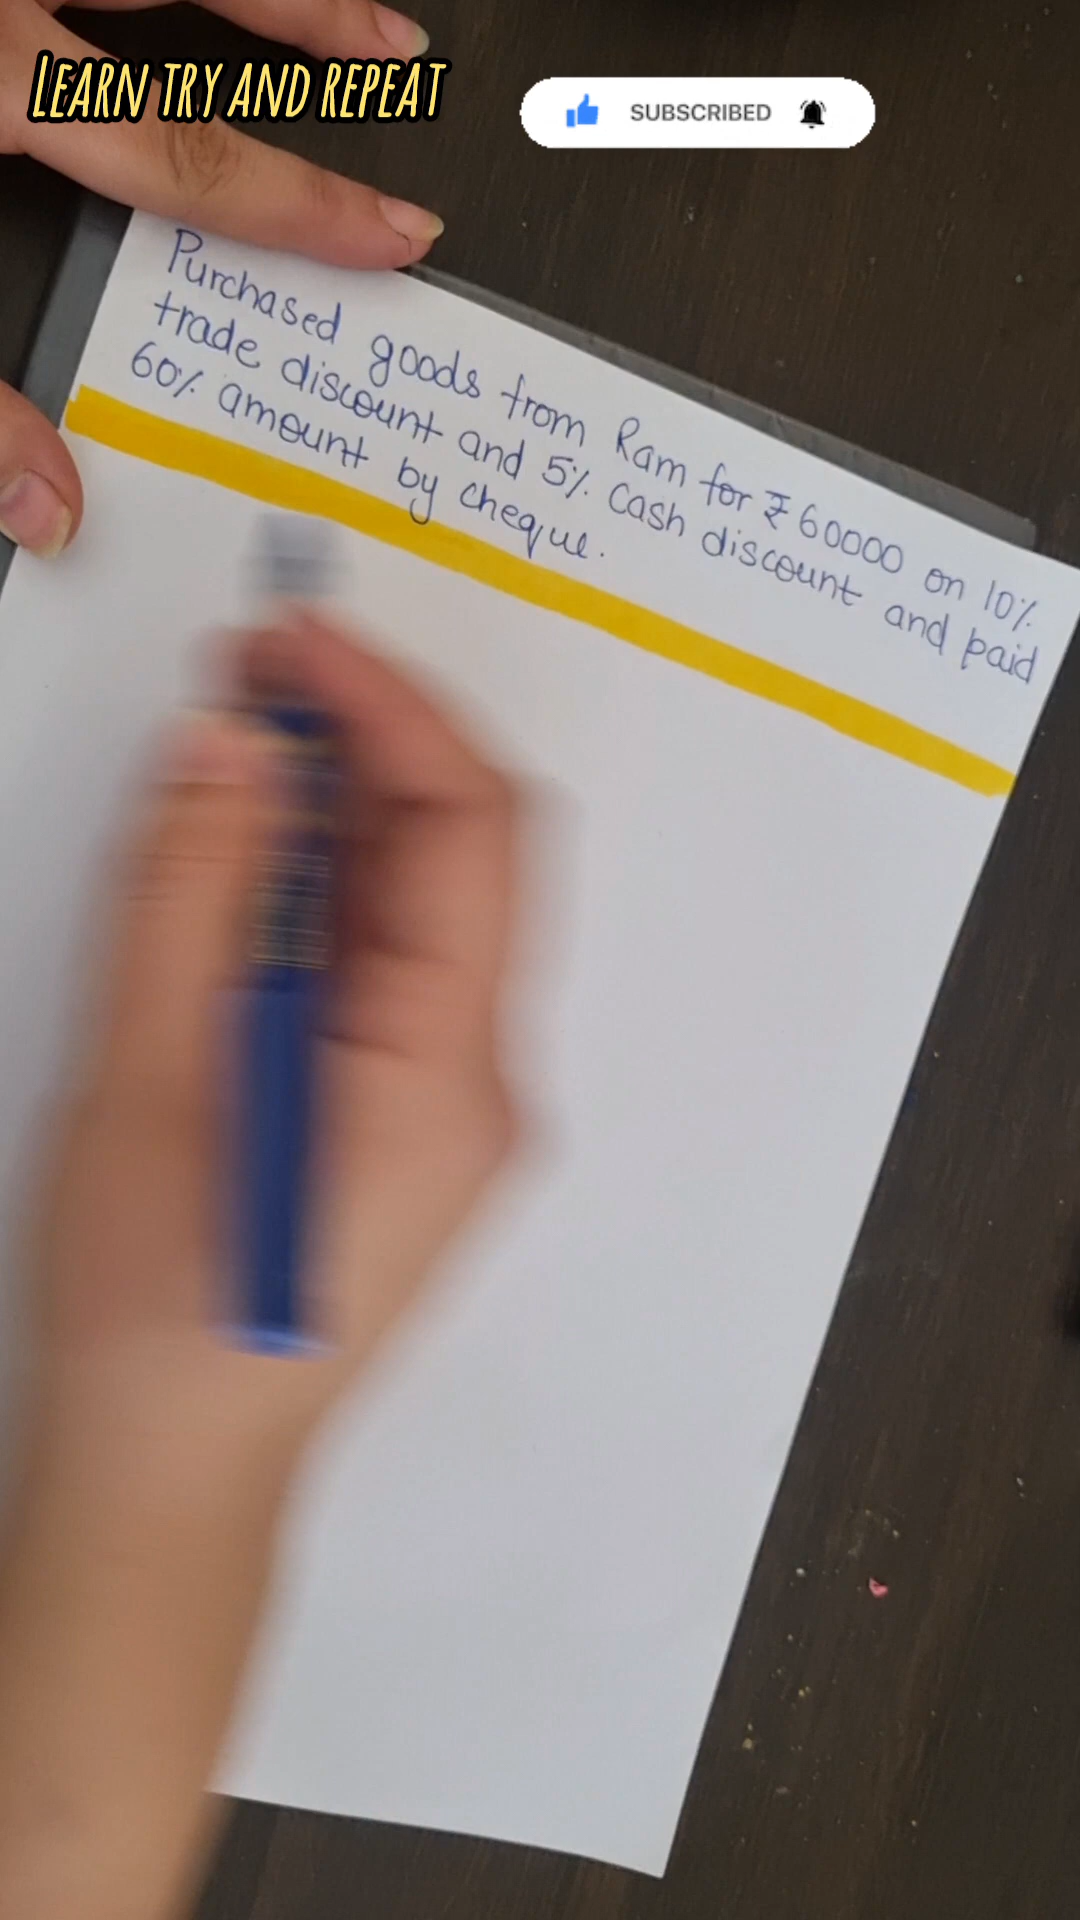 LEARN TRY AND REPEAT
SUBSCRIBED
Purchased goods from Ram for ₹60000 on 10%
trade discount and 5% Cash discount and paid
60% amount by cheque.